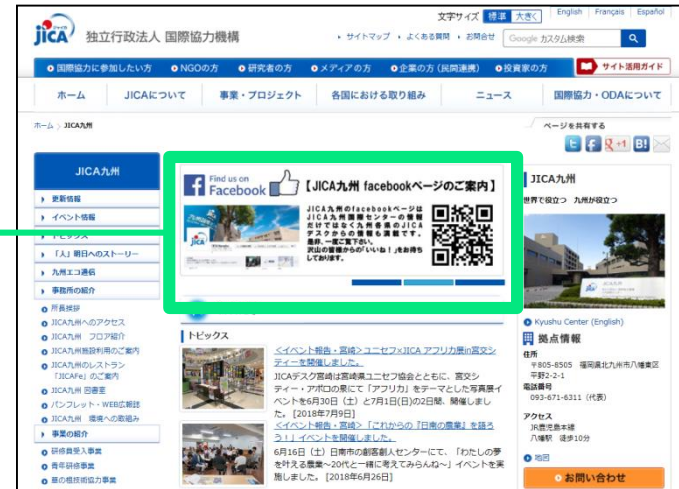 文字サイズ 標準 大きく English Français Español
jICA 独立行政法人 国際協力機構
サイトマップ よくある質問 お問合せ Google カスタム検索
国際協力に参加したい方 NGOの方 研究者の方 メディアの方 企業の方 (民間連携) 投資家の方 サイト活用ガイド
ホーム JICAについて 事業・プロジェクト 各国における取り組み ニュース 国際協力・ODAについて
ホーム > JICA九州
ページを共有する
JICA九州
更新情報
イベント情報
トピックス
「人」明日へのストーリー
九州エコ通信
事務所の紹介
所長挨拶
JICA九州へのアクセス
JICA九州 フロア紹介
JICA九州施設利用のご案内
JICA九州のレストラン
「JICAFe」のご案内
JICA九州 図書室
パンフレット・WEB広報誌
JICA九州 環境への取組み
事業の紹介
研修員受入事業
青年研修事業
草の根技術協力事業
Find us on
Facebook
【JICA九州 facebookページのご案内】
JICA九州のfacebookページは
JICA九州国際センターの情報
だけではなく九州各県のJICA
デスクからの情報も満載です。
是非、一度ご覧下さい。
沢山の皆様からの「いいね!」をお待ち
しております。
トピックス
<イベント報告・宮崎>ユニセフ×JICA アフリカ展in宮交シ
ティーを開催しました。
JICAデスク宮崎は宮崎県ユニセフ協会とともに、宮交シ
ティー・アポロの泉にて「アフリカ」をテーマとした写真展イ
ベントを6月30日(土)と7月1日(日)の2日間、開催しまし
た。 [2018年7月9日]
<イベント報告・宮崎>「これからの『日南の農業』を語ろ
う!」イベントを開催しました。
6月16日(土)日南市の創客創人センターにて、「わたしの夢
を叶える農業～20代と一緒に考えてみらんね～」イベントを実
施しました。 [2018年6月26日]
JICA九州
世界で役立つ 九州が役立つ
Kyushu Center (English)
拠点情報
住所
〒805-8505 福岡県北九州市八幡東区
平野2-2-1
電話番号
093-671-6311(代表)
アクセス
JR鹿児島本線
八幡駅 徒歩10分
地図
お問い合わせ